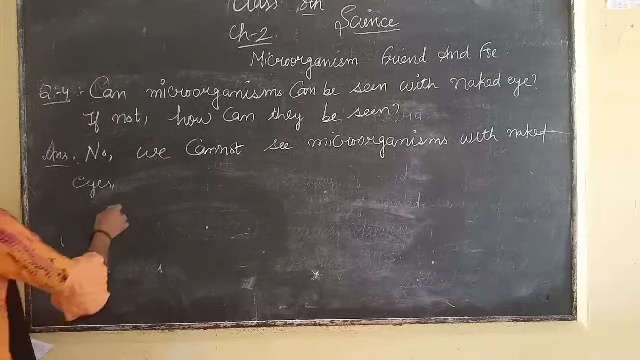 Class 8th
Science
Ch-2
Microorganism Friend And Foe.
Q:-4:- Can microorganisms can be seen with naked eye?
If not, how can they be seen?
Ans. No, we cannot see microorganisms with naked
eyes,